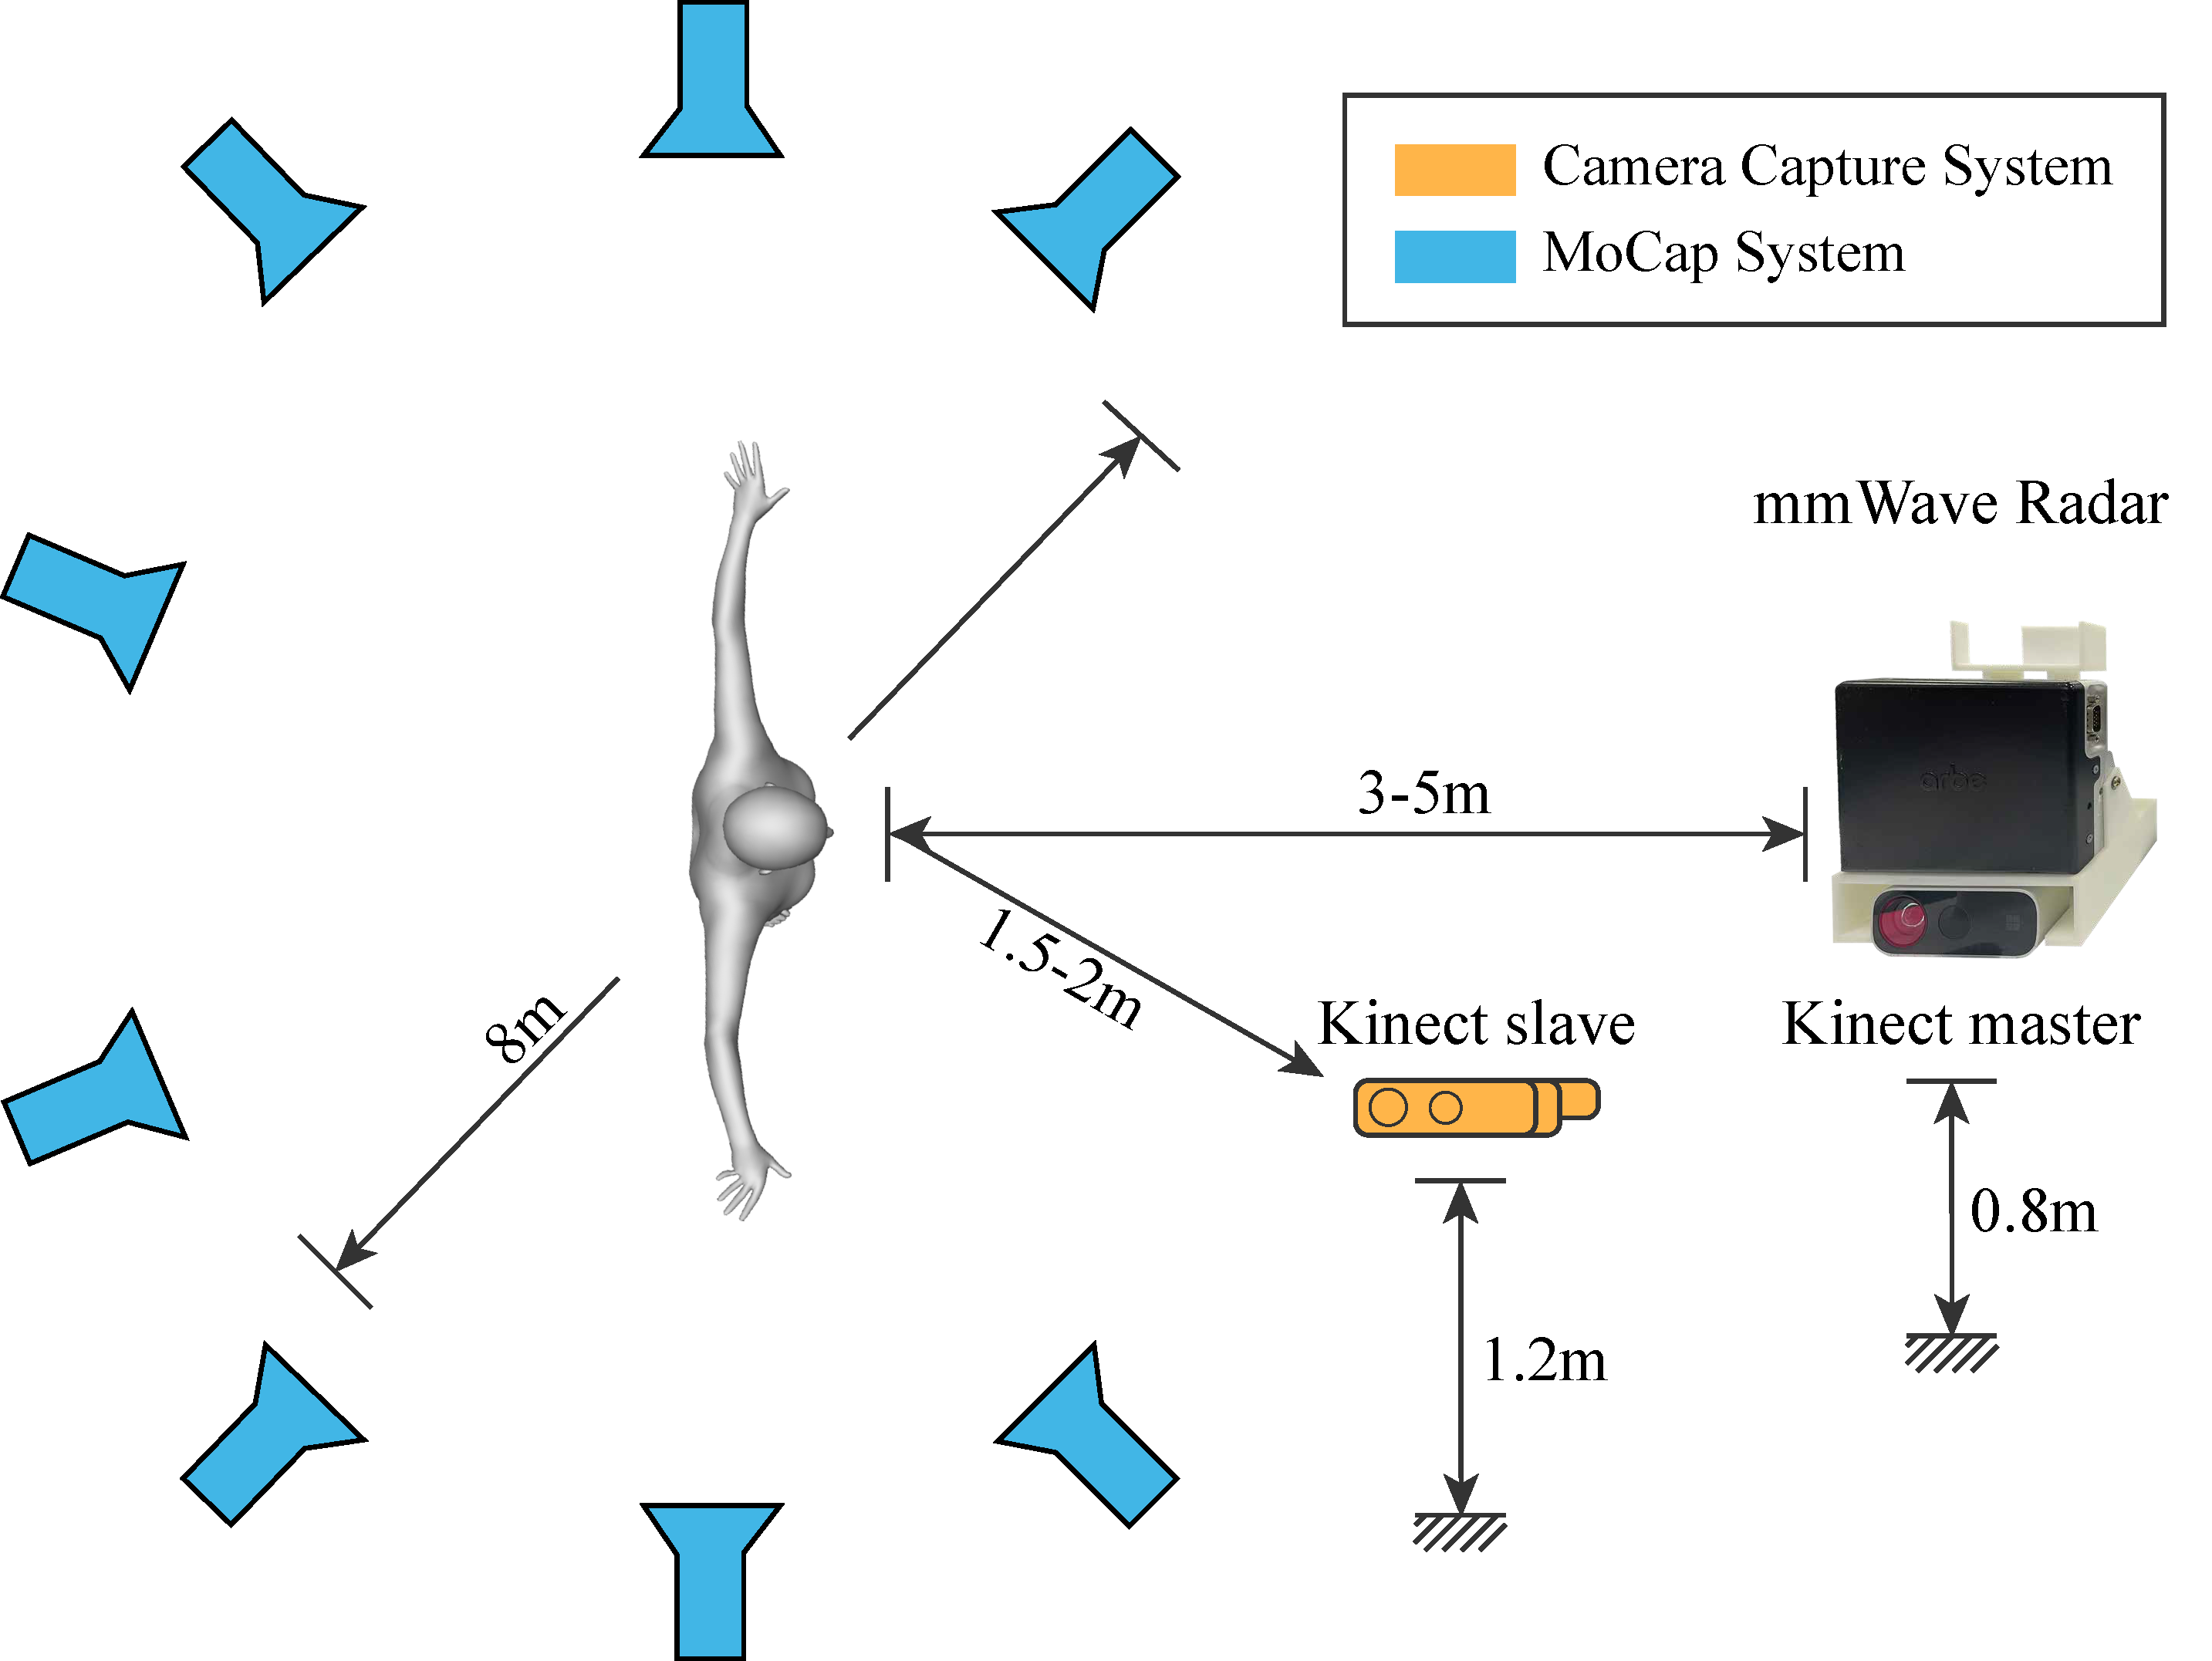 Camera Capture System
MoCap System
mmWave Radar
arbe
3-5m
1.5-2m
8m
Kinect slave
Kinect master
0.8m
1.2m